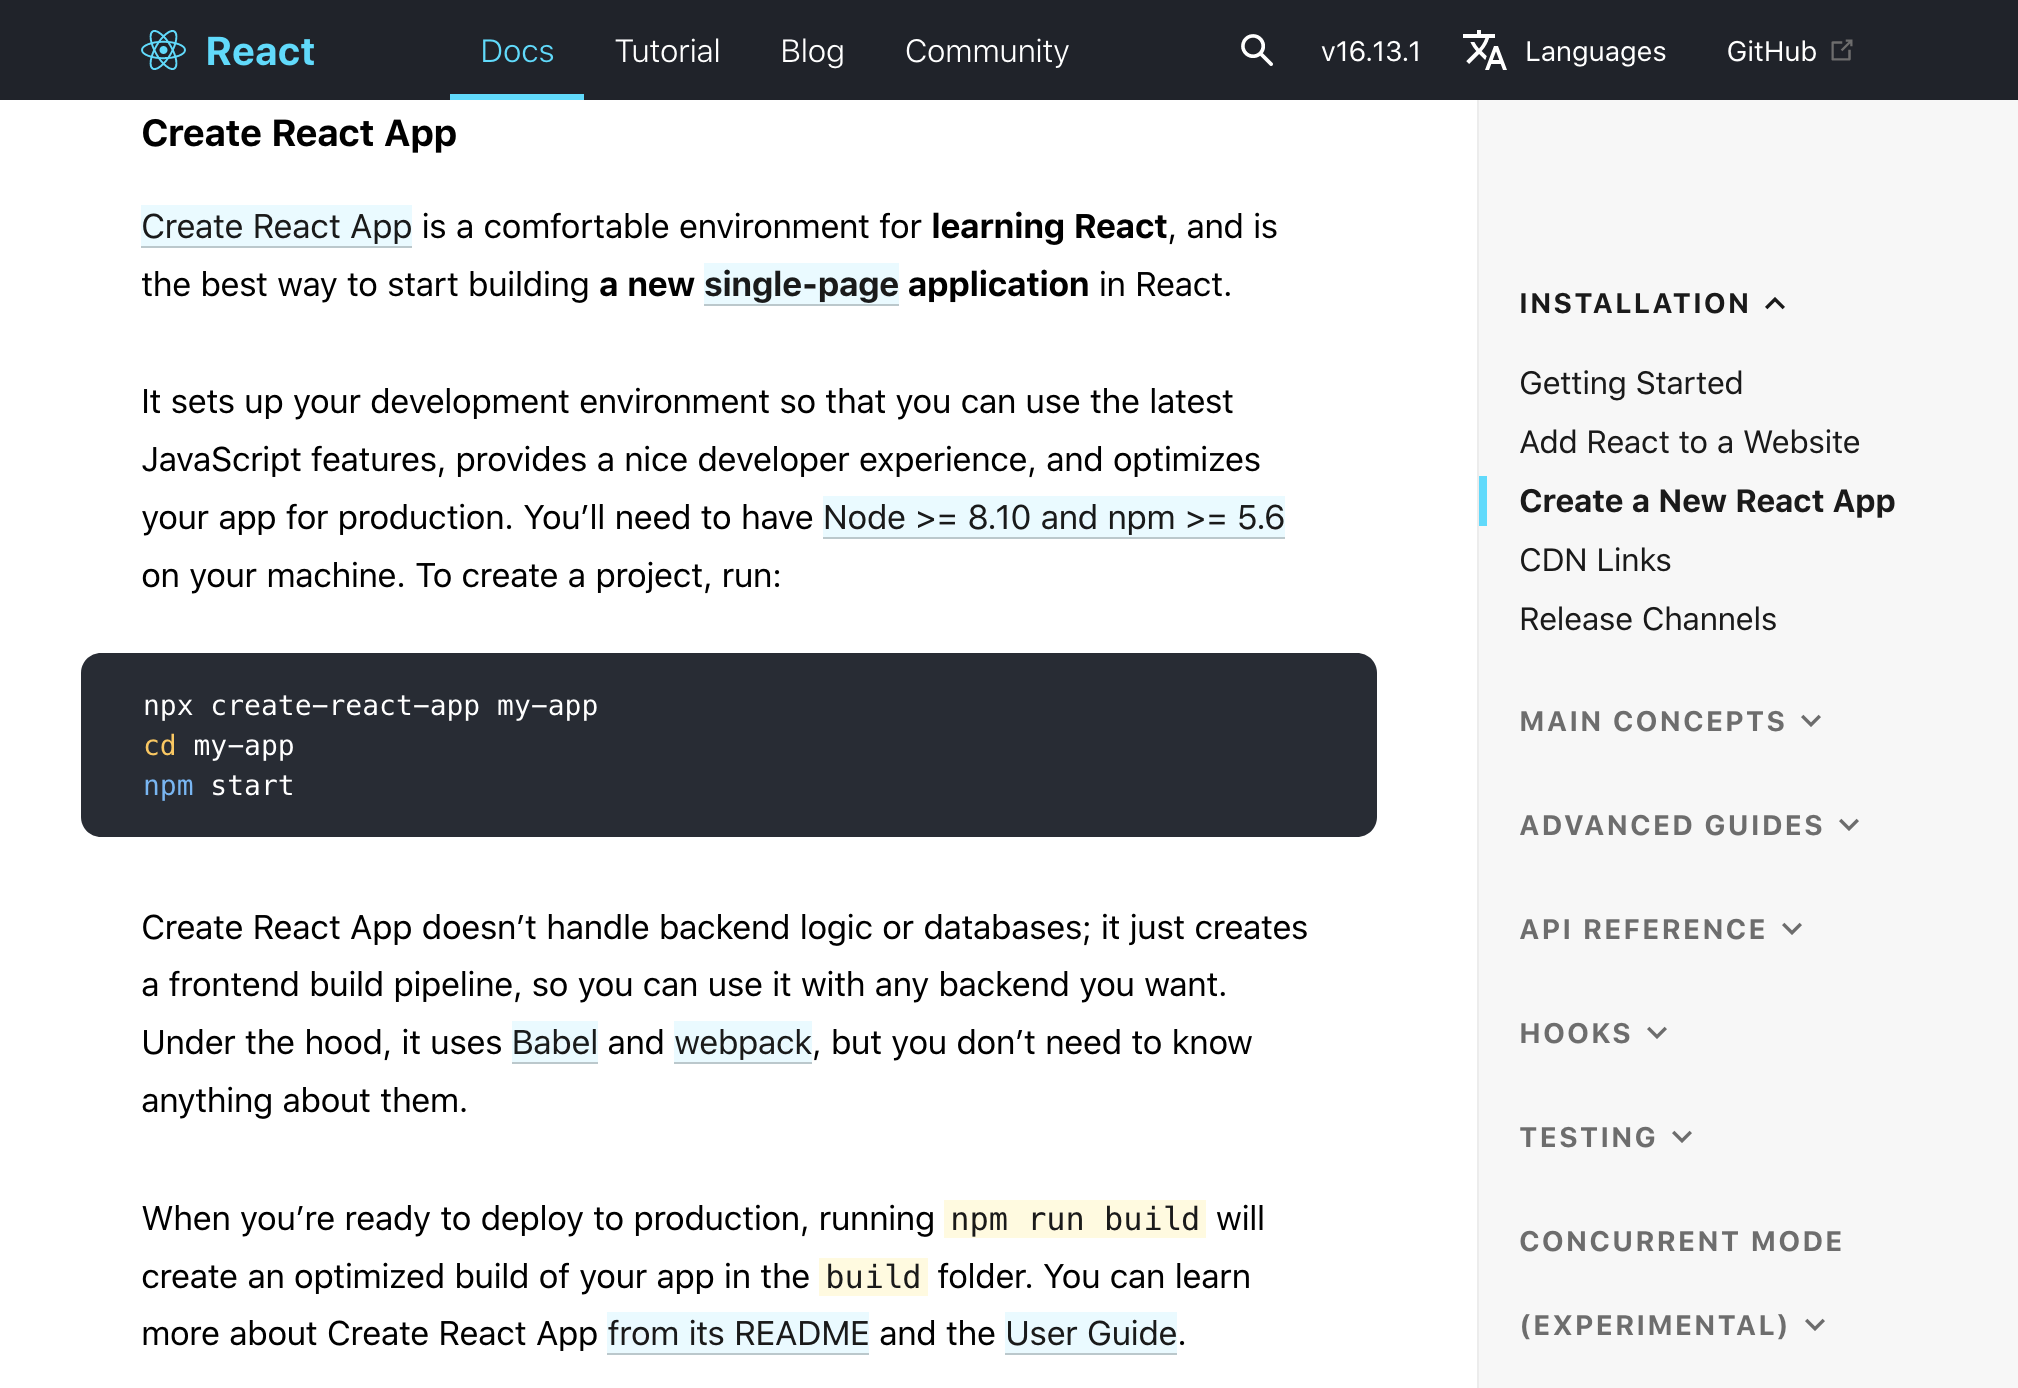 React Docs Tutorial Blog Community v16.13.1 Languages GitHub
Create React App
Create React App is a comfortable environment for learning React, and is
the best way to start building a new single-page application in React.
It sets up your development environment so that you can use the latest
JavaScript features, provides a nice developer experience, and optimizes
your app for production. You’ll need to have Node >= 8.10 and npm >= 5.6
on your machine. To create a project, run:
npx create-react-app my-app
cd my-app
npm start
Create React App doesn’t handle backend logic or databases; it just creates
a frontend build pipeline, so you can use it with any backend you want.
Under the hood, it uses Babel and webpack, but you don’t need to know
anything about them.
When you’re ready to deploy to production, running npm run build will
create an optimized build of your app in the build folder. You can learn
more about Create React App from its README and the User Guide.
INSTALLATION
Getting Started
Add React to a Website
Create a New React App
CDN Links
Release Channels
MAIN CONCEPTS
ADVANCED GUIDES
API REFERENCE
HOOKS
TESTING
CONCURRENT MODE
(EXPERIMENTAL)